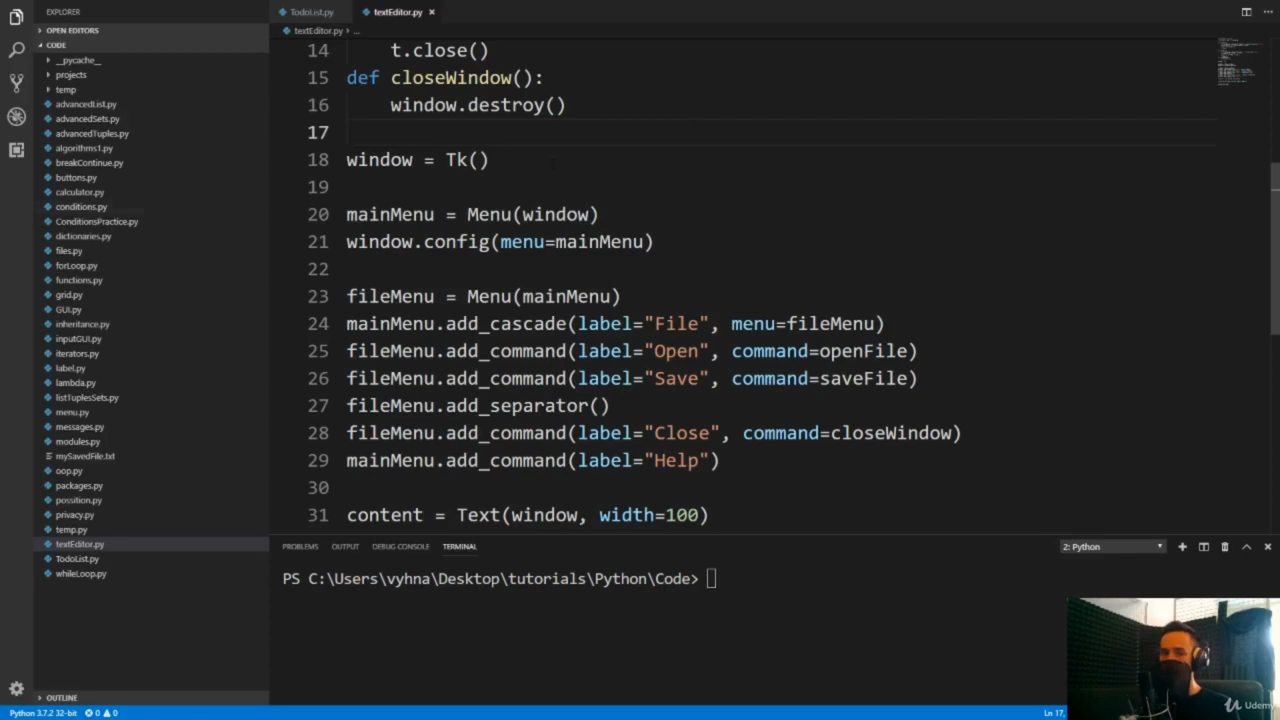 EXPLORER
TodoList.py
textEditor.py ×
OPEN EDITORS
textEditor.py › ...
CODE
__pycache__
projects
temp
advancedList.py
advancedSets.py
advancedTuples.py
algorithms1.py
breakContinue.py
buttons.py
calculator.py
conditions.py
ConditionsPractice.py
dictionaries.py
files.py
forLoop.py
functions.py
grid.py
GUI.py
inheritance.py
inputGUI.py
iterators.py
label.py
lambda.py
listTuplesSets.py
menu.py
messages.py
modules.py
mySavedFile.txt
oop.py
packages.py
possition.py
privacy.py
temp.py
textEditor.py
TodoList.py
whileLoop.py
OUTLINE
14 t.close()
15 def closeWindow():
16 window.destroy()
17
18 window = Tk()
19
20 mainMenu = Menu(window)
21 window.config(menu=mainMenu)
22
23 fileMenu = Menu(mainMenu)
24 mainMenu.add_cascade(label="File", menu=fileMenu)
25 fileMenu.add_command(label="Open", command=openFile)
26 fileMenu.add_command(label="Save", command=saveFile)
27 fileMenu.add_separator()
28 fileMenu.add_command(label="Close", command=closeWindow)
29 mainMenu.add_command(label="Help")
30
31 content = Text(window, width=100)
PROBLEMS OUTPUT DEBUG CONSOLE TERMINAL 2: Python
PS C:\Users\vyhna\Desktop\tutorials\Python\Code>
Python 3.7.2 32-bit 0 0 Ln 17,
Udemy